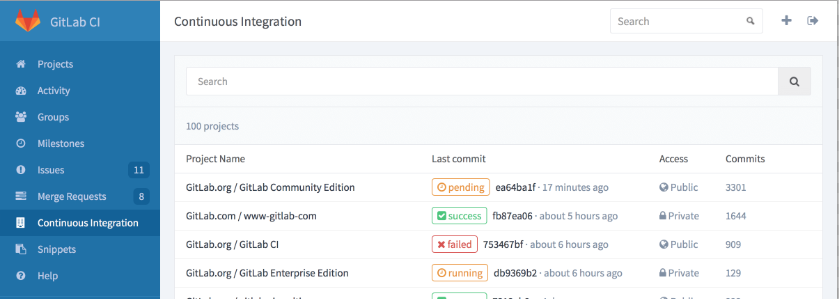 GitLab CI
Continuous Integration
Search
Projects
Activity
Groups
Milestones
Issues 11
Merge Requests 8
Continuous Integration
Snippets
Help
Search
100 projects
Project Name Last commit Access Commits
GitLab.org / GitLab Community Edition pending ea64ba1f · 17 minutes ago Public 3301
GitLab.com / www-gitlab-com success fb87ea06 · about 5 hours ago Private 1644
GitLab.org / GitLab CI failed 753467bf · about 6 hours ago Public 909
GitLab.org / GitLab Enterprise Edition running db9369b2 · about 6 hours ago Private 129